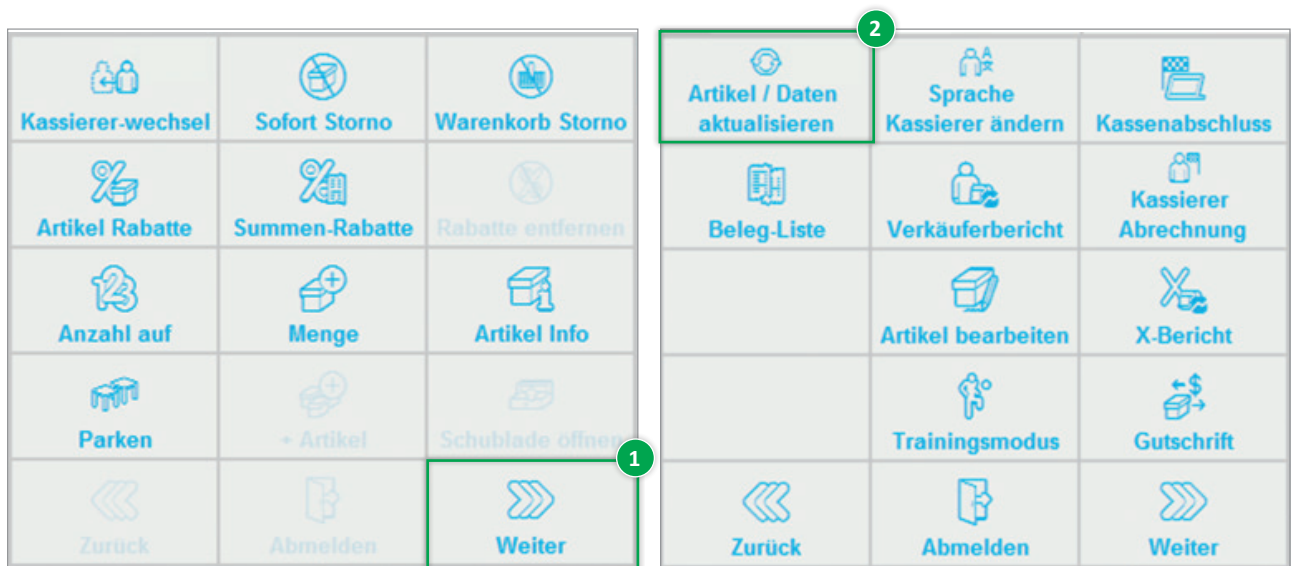 2
Kassierer-wechsel Sofort Storno Warenkorb Storno
Artikel / Daten aktualisieren
Sprache Kassierer ändern
Kassenabschluss
Artikel Rabatte Summen-Rabatte Rabatte entfernen
Beleg-Liste Verkäuferbericht
Kassierer Abrechnung
Anzahl auf Menge Artikel Info
Artikel bearbeiten X-Bericht
Parken + Artikel Schublade öffnen
Trainingsmodus Gutschrift
1
Zurück Abmelden Weiter
Zurück Abmelden Weiter